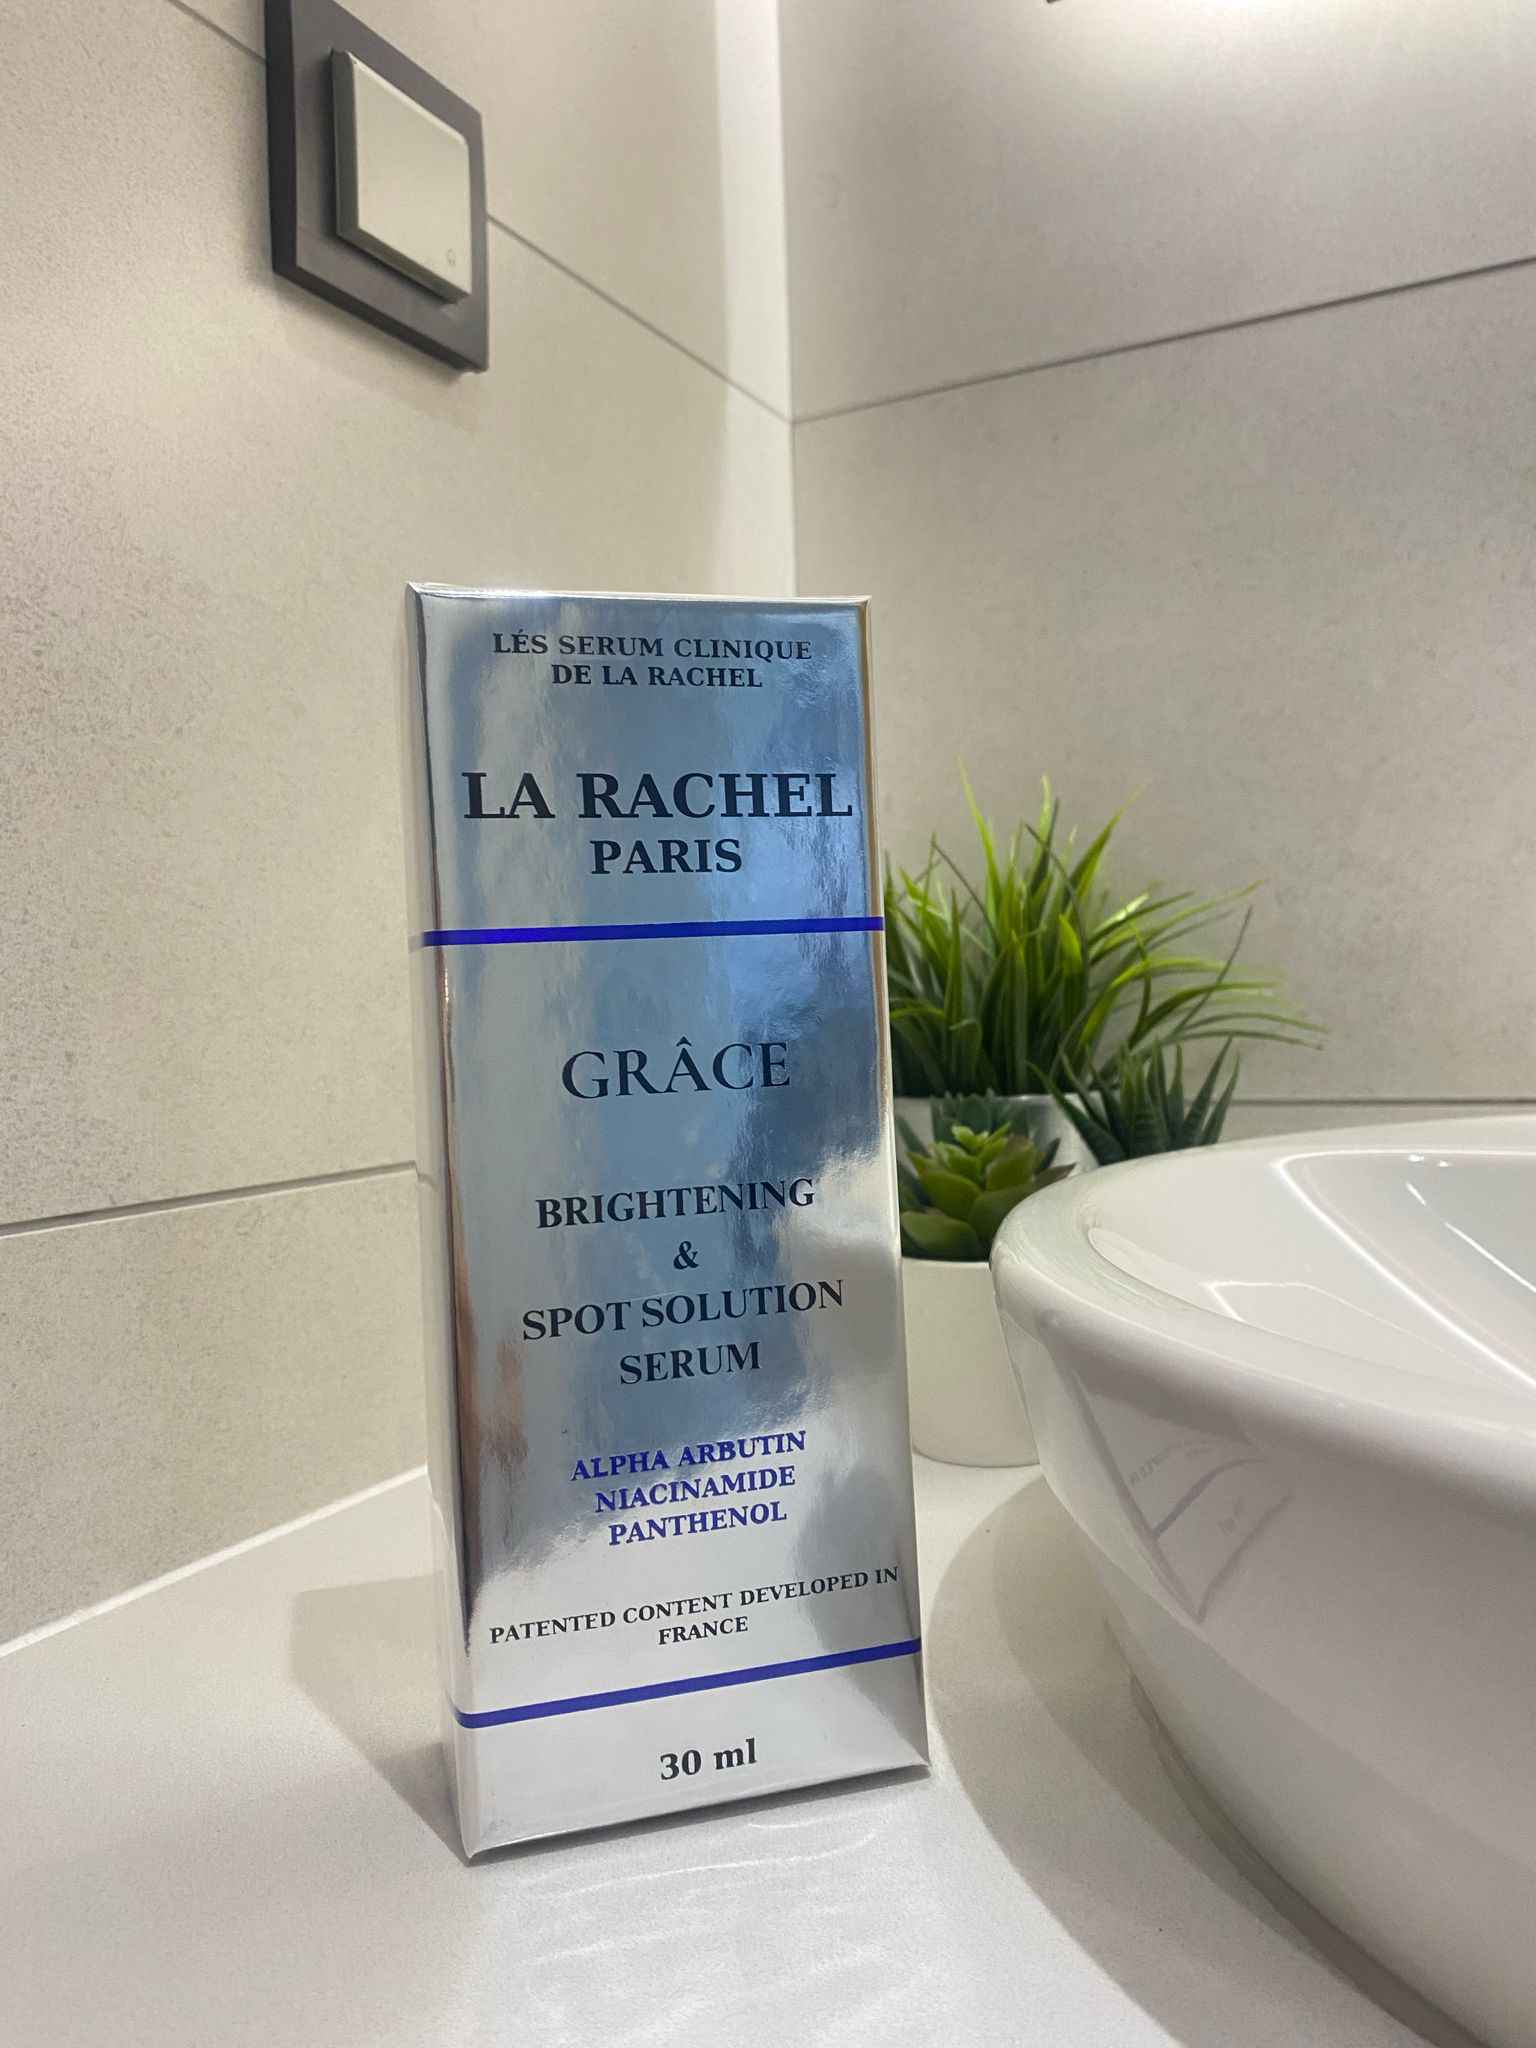 LÉS SERUM CLINIQUE
DE LA RACHEL
LA RACHEL
PARIS
GRÂCE
BRIGHTENING
&
SPOT SOLUTION
SERUM
ALPHA ARBUTIN
NIACINAMIDE
PANTHENOL
PATENTED CONTENT DEVELOPED IN
FRANCE
30 ml